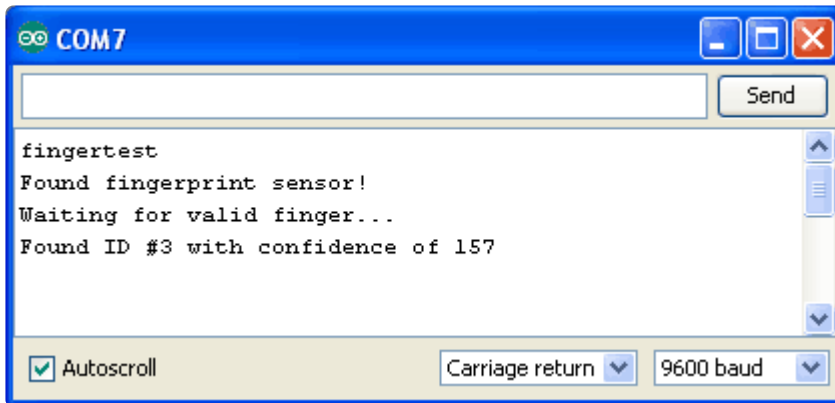 COM7
Send
fingertest
Found fingerprint sensor!
Waiting for valid finger...
Found ID #3 with confidence of 157
Autoscroll
Carriage return
9600 baud